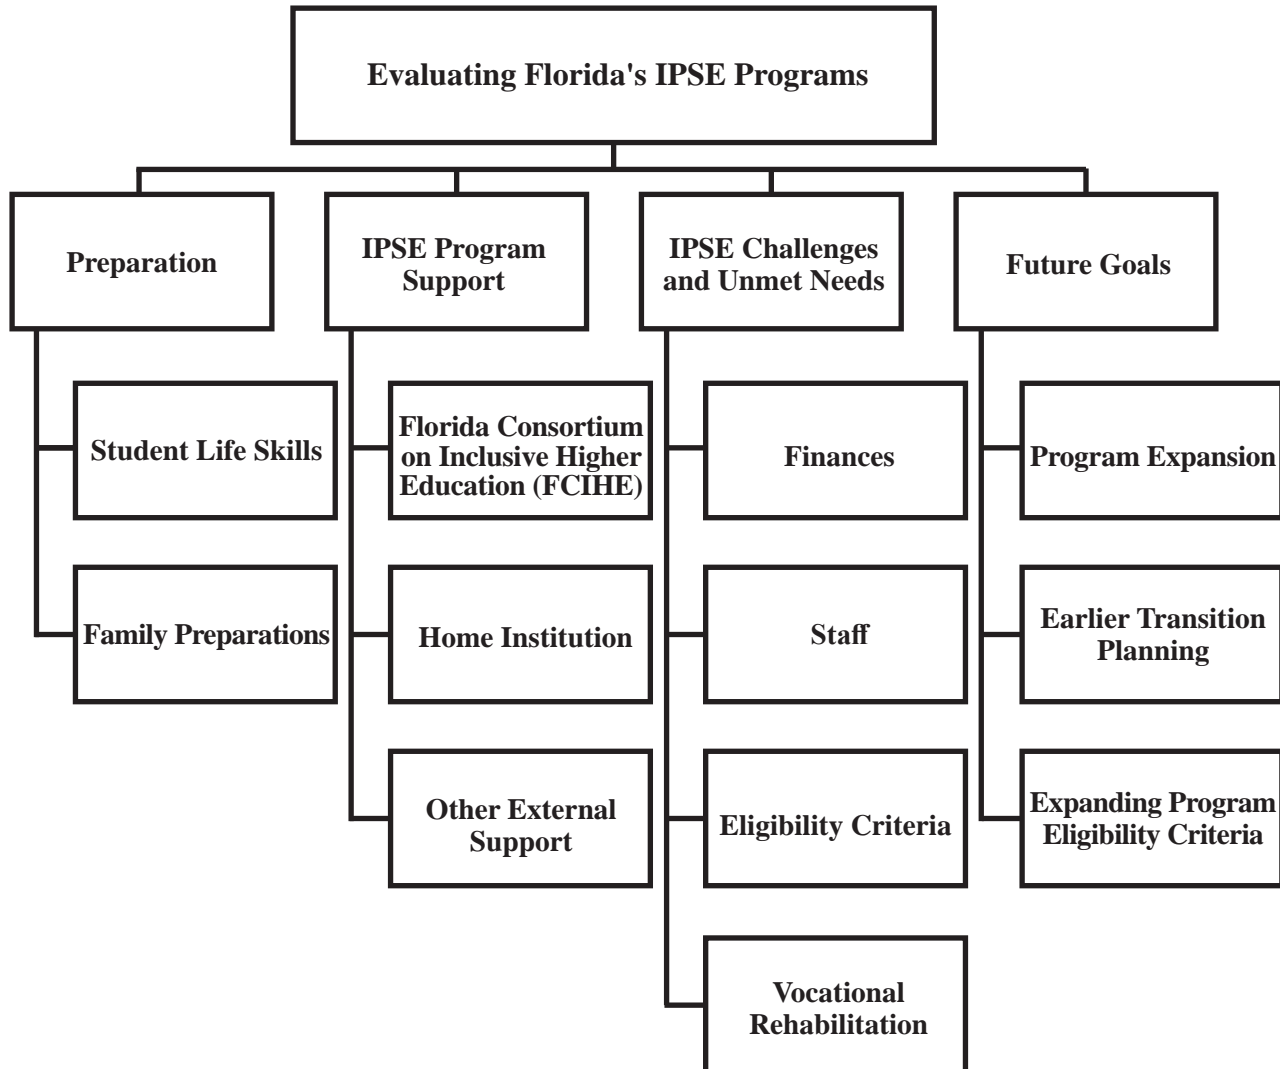 Evaluating Florida's IPSE Programs
Preparation
Student Life Skills
Family Preparations
IPSE Program
Support
Florida Consortium
on Inclusive Higher
Education (FCIHE)
Home Institution
Other External
Support
IPSE Challenges
and Unmet Needs
Finances
Staff
Eligibility Criteria
Vocational
Rehabilitation
Future Goals
Program Expansion
Earlier Transition
Planning
Expanding Program
Eligibility Criteria